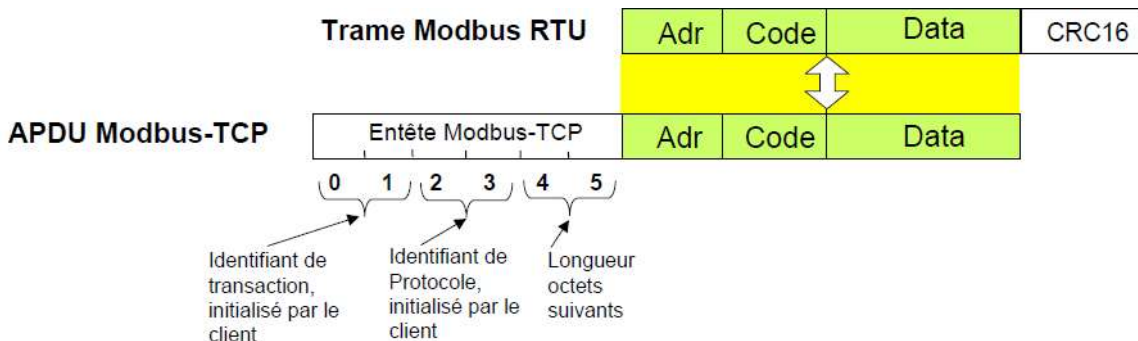 Trame Modbus RTU
Adr Code Data CRC16
APDU Modbus-TCP
Entête Modbus-TCP Adr Code Data
0 1 2 3 4 5
Identifiant de
transaction,
initialisé par le
client
Identifiant de
Protocole,
initialisé par le
client
Longueur
octets
suivants